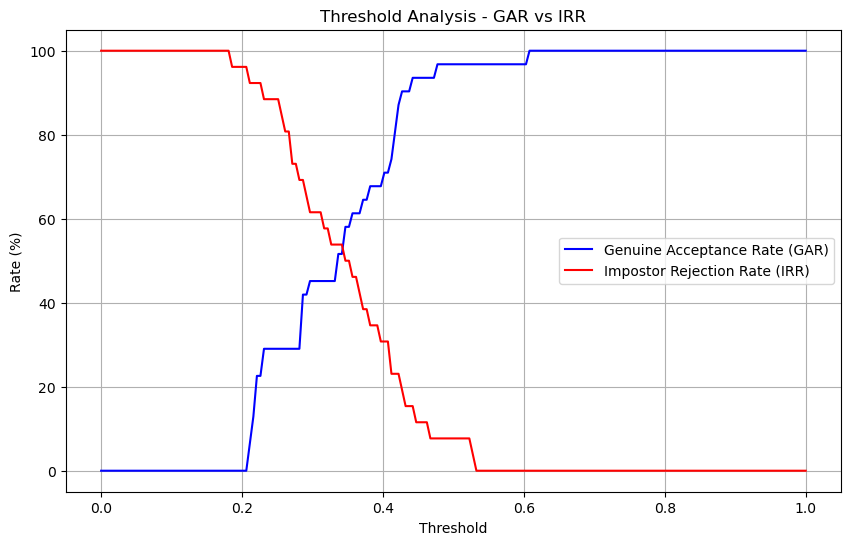 Threshold Analysis - GAR vs IRR
100
80
60
40
20
0
Rate (%)
Genuine Acceptance Rate (GAR)
Impostor Rejection Rate (IRR)
0.0 0.2 0.4 0.6 0.8 1.0
Threshold